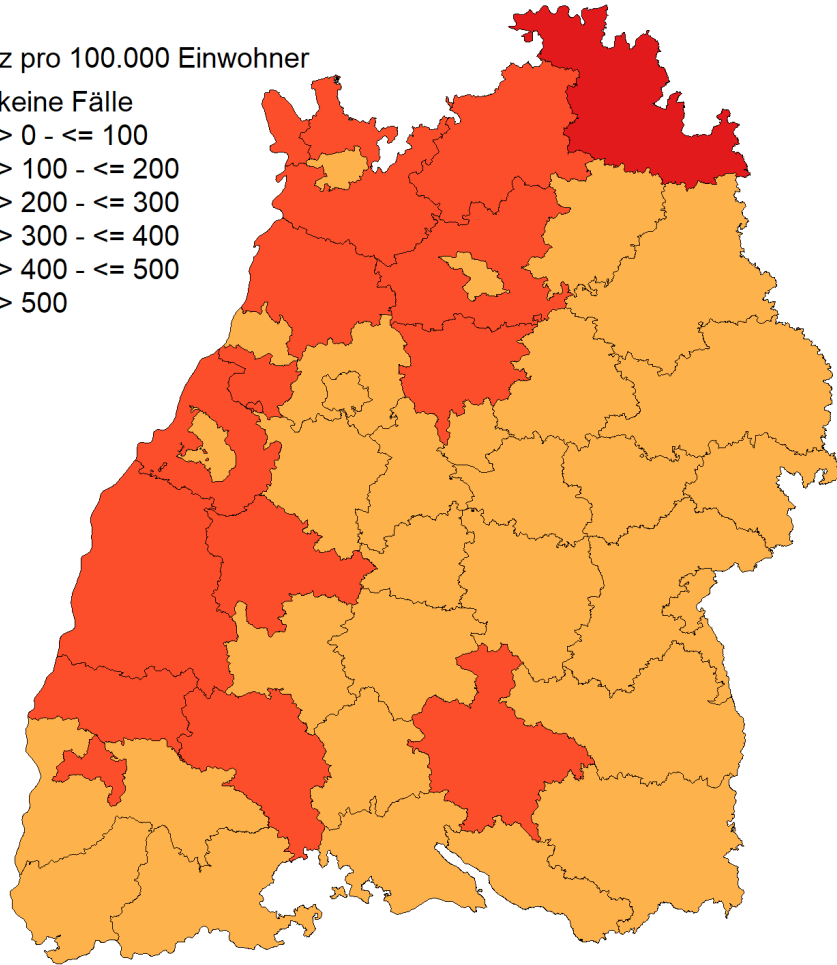 z pro 100.000 Einwohner
keine Fälle
> 0 - <= 100
> 100 - <= 200
> 200 - <= 300
> 300 - <= 400
> 400 - <= 500
> 500